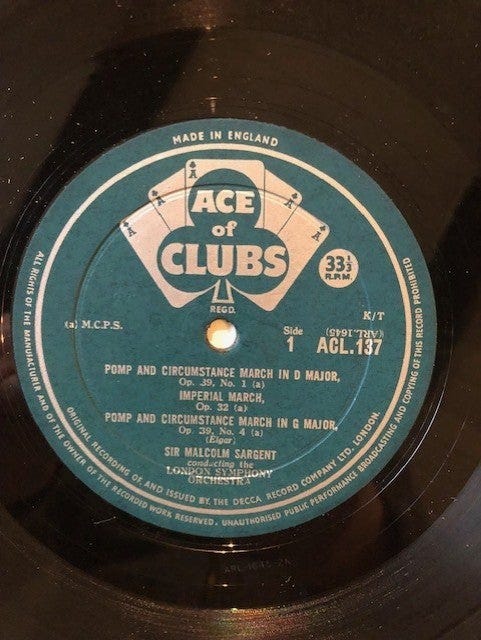 MADE IN ENGLAND
A A A A
ACE
of
CLUBS
REGD.
33⅓
R.P.M.
K/T
(a) M.C.P.S.
(ARL.1645)
Side
1 ACL.137
POMP AND CIRCUMSTANCE MARCH IN D MAJOR,
Op. 39, No. 1 (a)
IMPERIAL MARCH,
Op. 32 (a)
POMP AND CIRCUMSTANCE MARCH IN G MAJOR,
Op. 39, No. 4 (a)
(Elgar)
SIR MALCOLM SARGENT
conducting the
LONDON SYMPHONY
ORCHESTRA
ALL RIGHTS OF THE MANUFACTURER AND OF THE OWNER OF THE RECORDED WORK RESERVED. UNAUTHORISED PUBLIC PERFORMANCE BROADCASTING AND COPYING OF THIS RECORD PROHIBITED
ORIGINAL RECORDING OF, AND ISSUED BY, THE DECCA RECORD COMPANY LTD. LONDON.